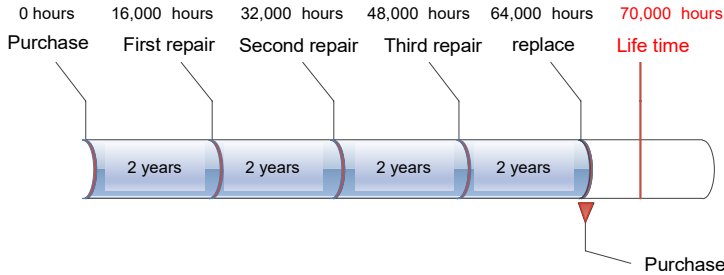 0 hours 16,000 hours 32,000 hours 48,000 hours 64,000 hours 70,000 hours
Purchase First repair Second repair Third repair replace Life time
2 years 2 years 2 years 2 years
Purchase